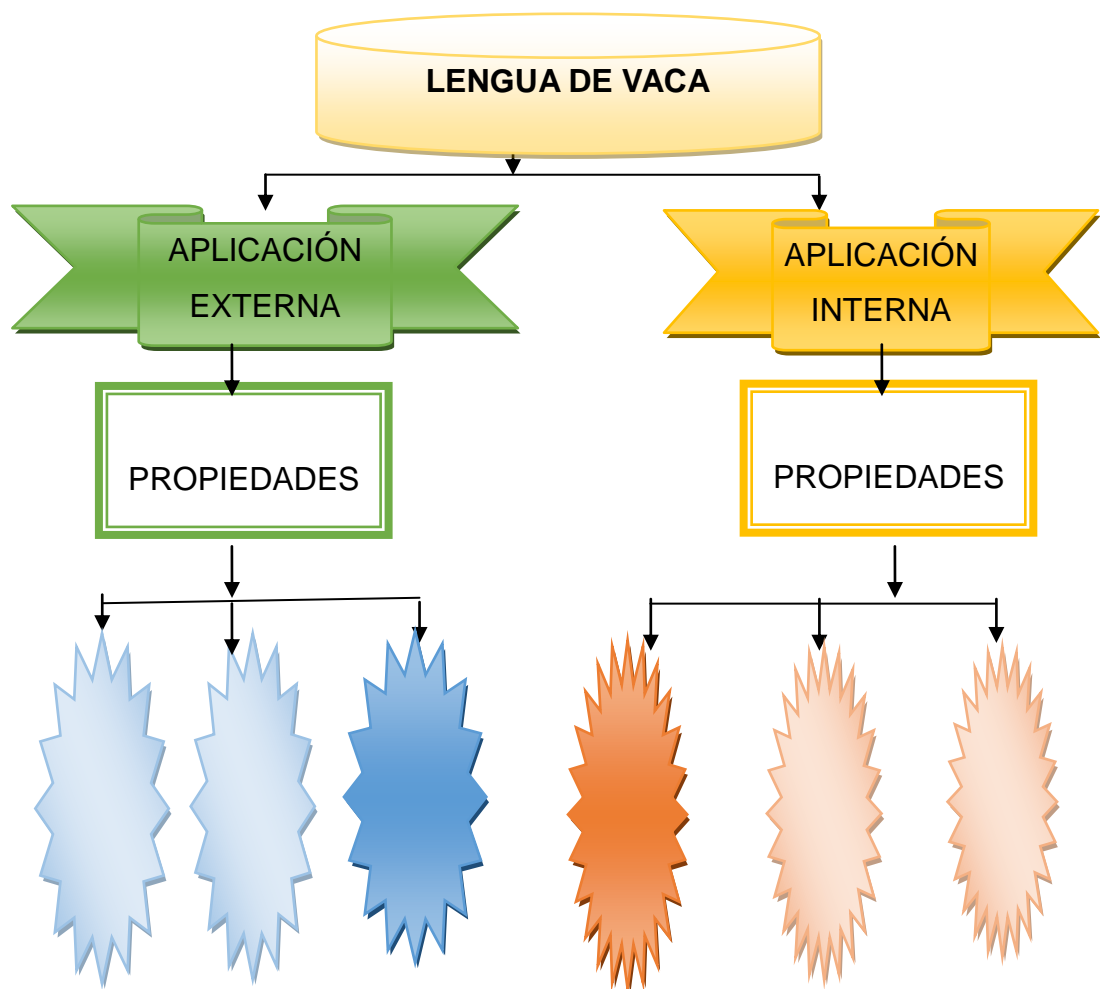 LENGUA DE VACA
APLICACIÓN
EXTERNA
APLICACIÓN
INTERNA
PROPIEDADES
PROPIEDADES